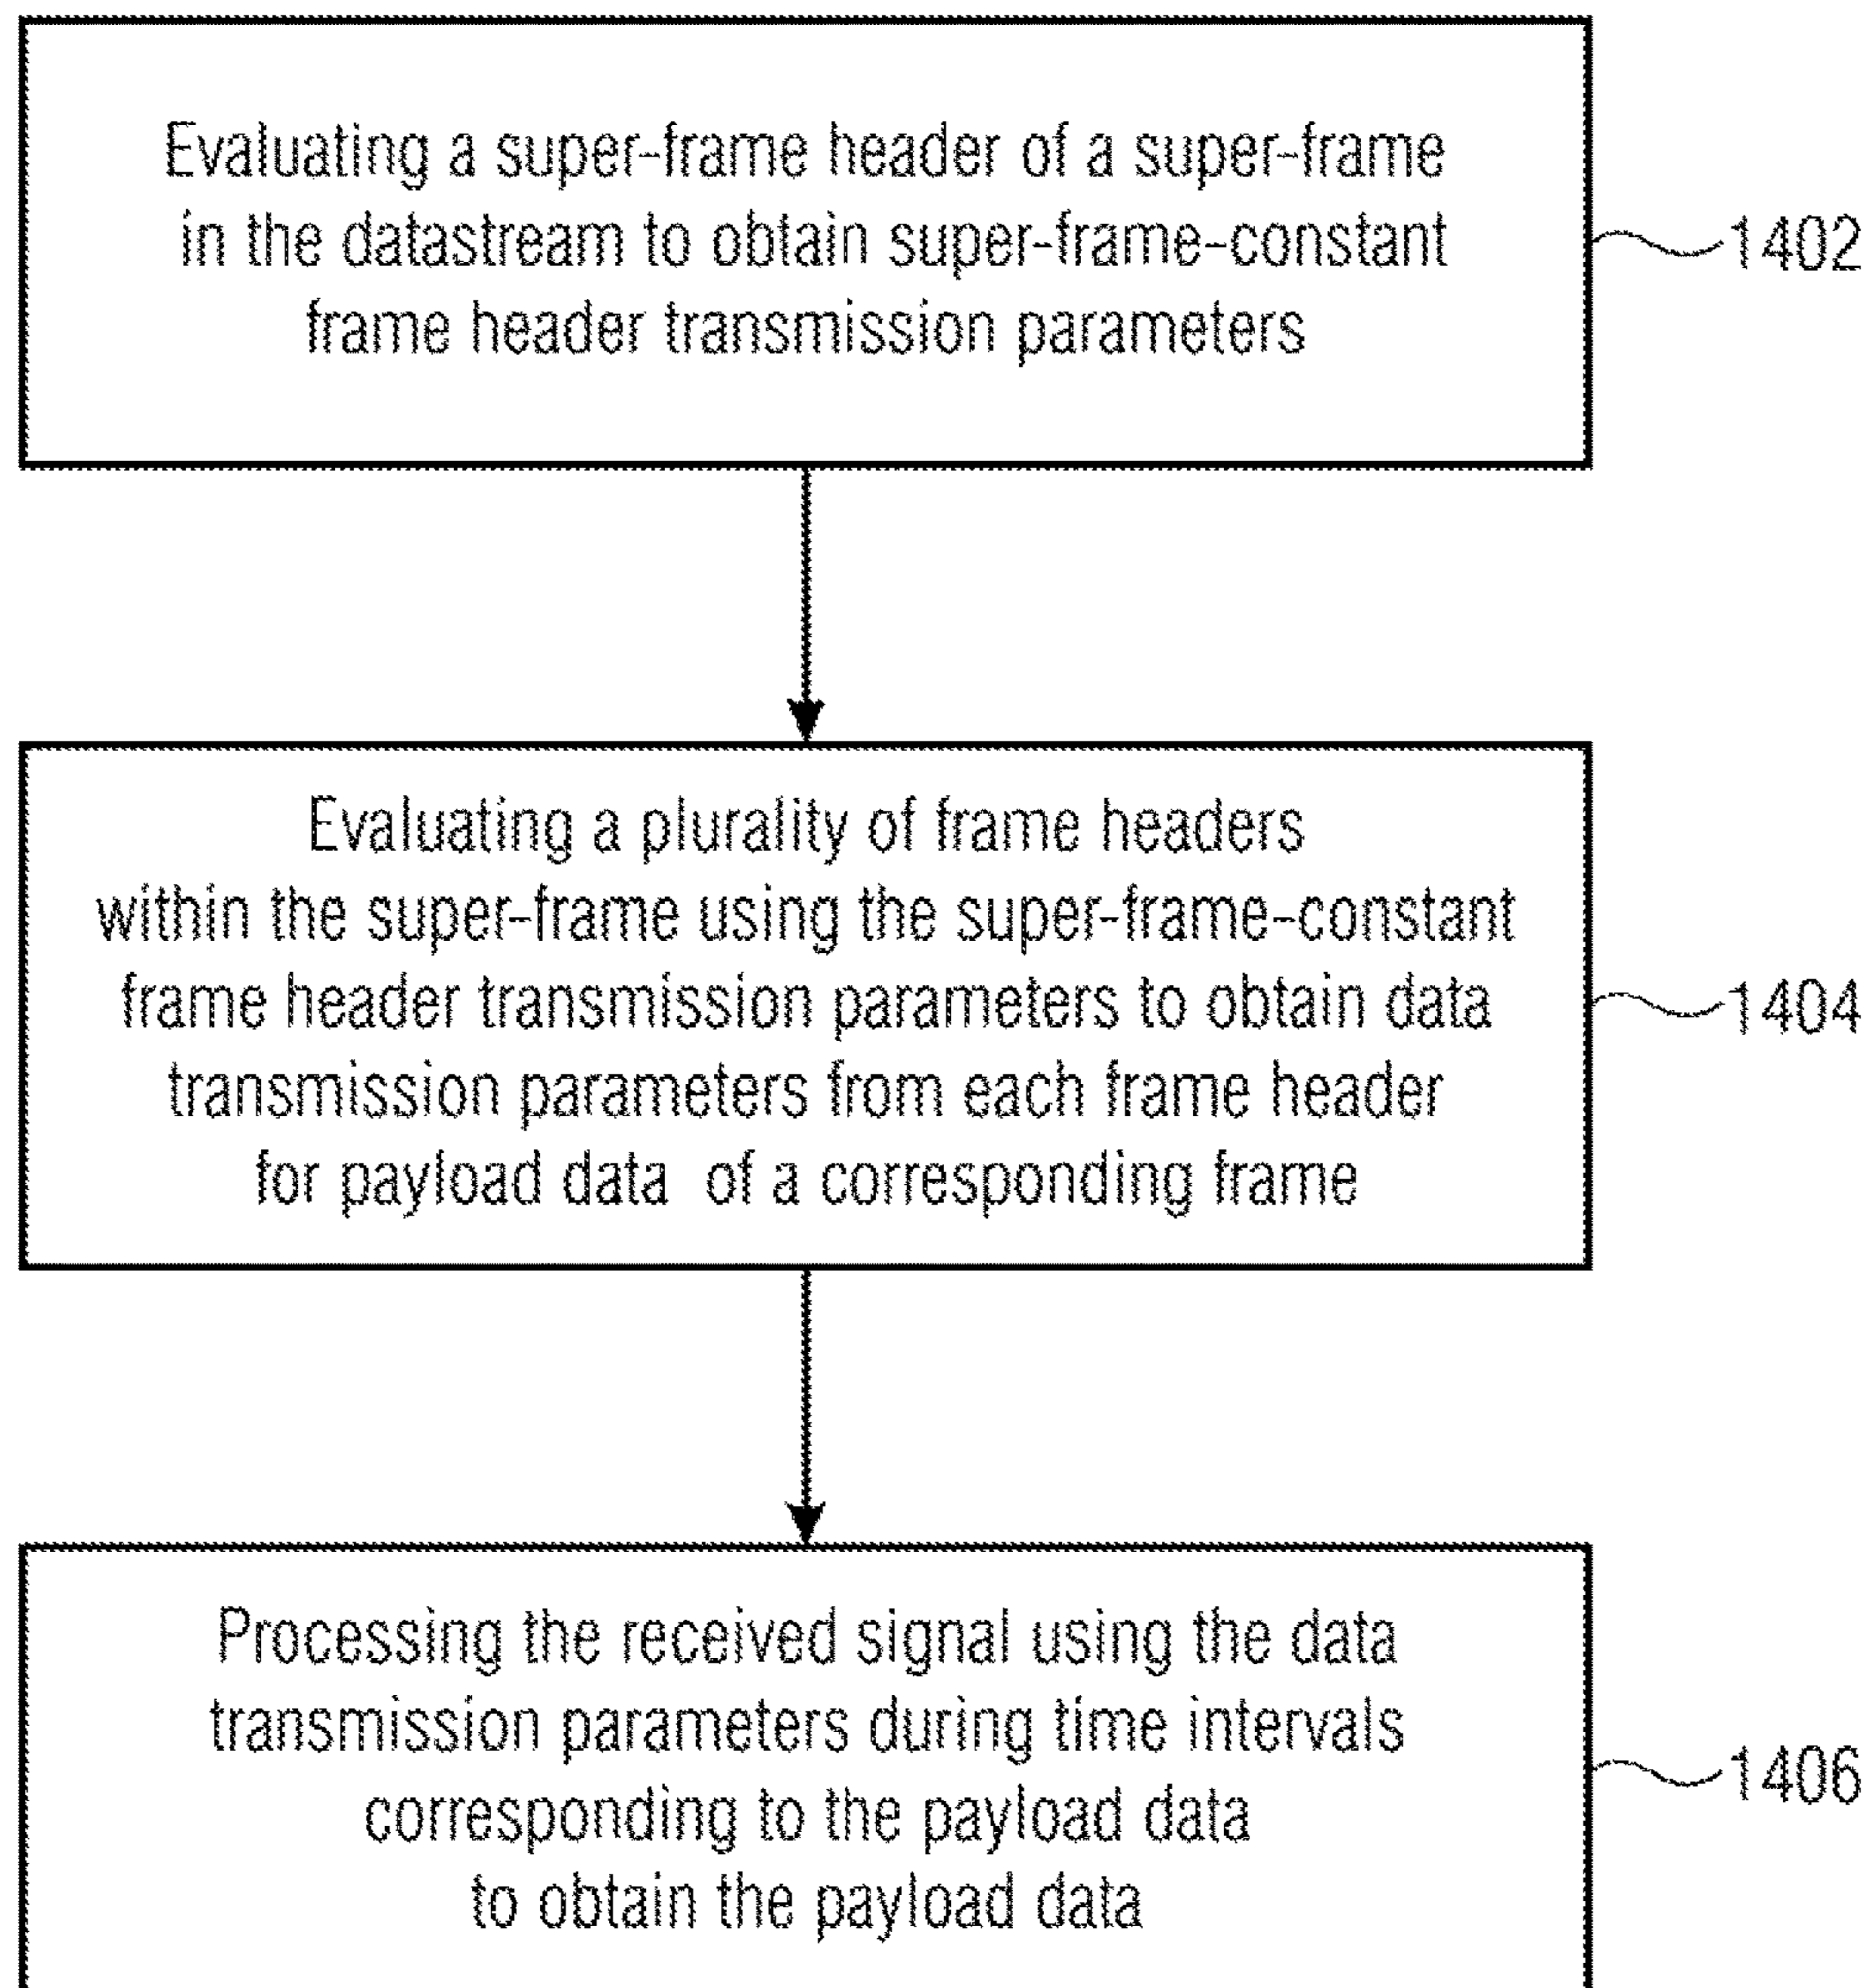 Evaluating a super-frame header of a super-frame
in the datastream to obtain super-frame-constant
frame header transmission parameters
1402
Evaluating a plurality of frame headers
within the super-frame using the super-frame-constant
frame header transmission parameters to obtain data
transmission parameters from each frame header
for payload data of a corresponding frame
1404
Processing the received signal using the data
transmission parameters during time intervals
corresponding to the payload data
to obtain the payload data
1406